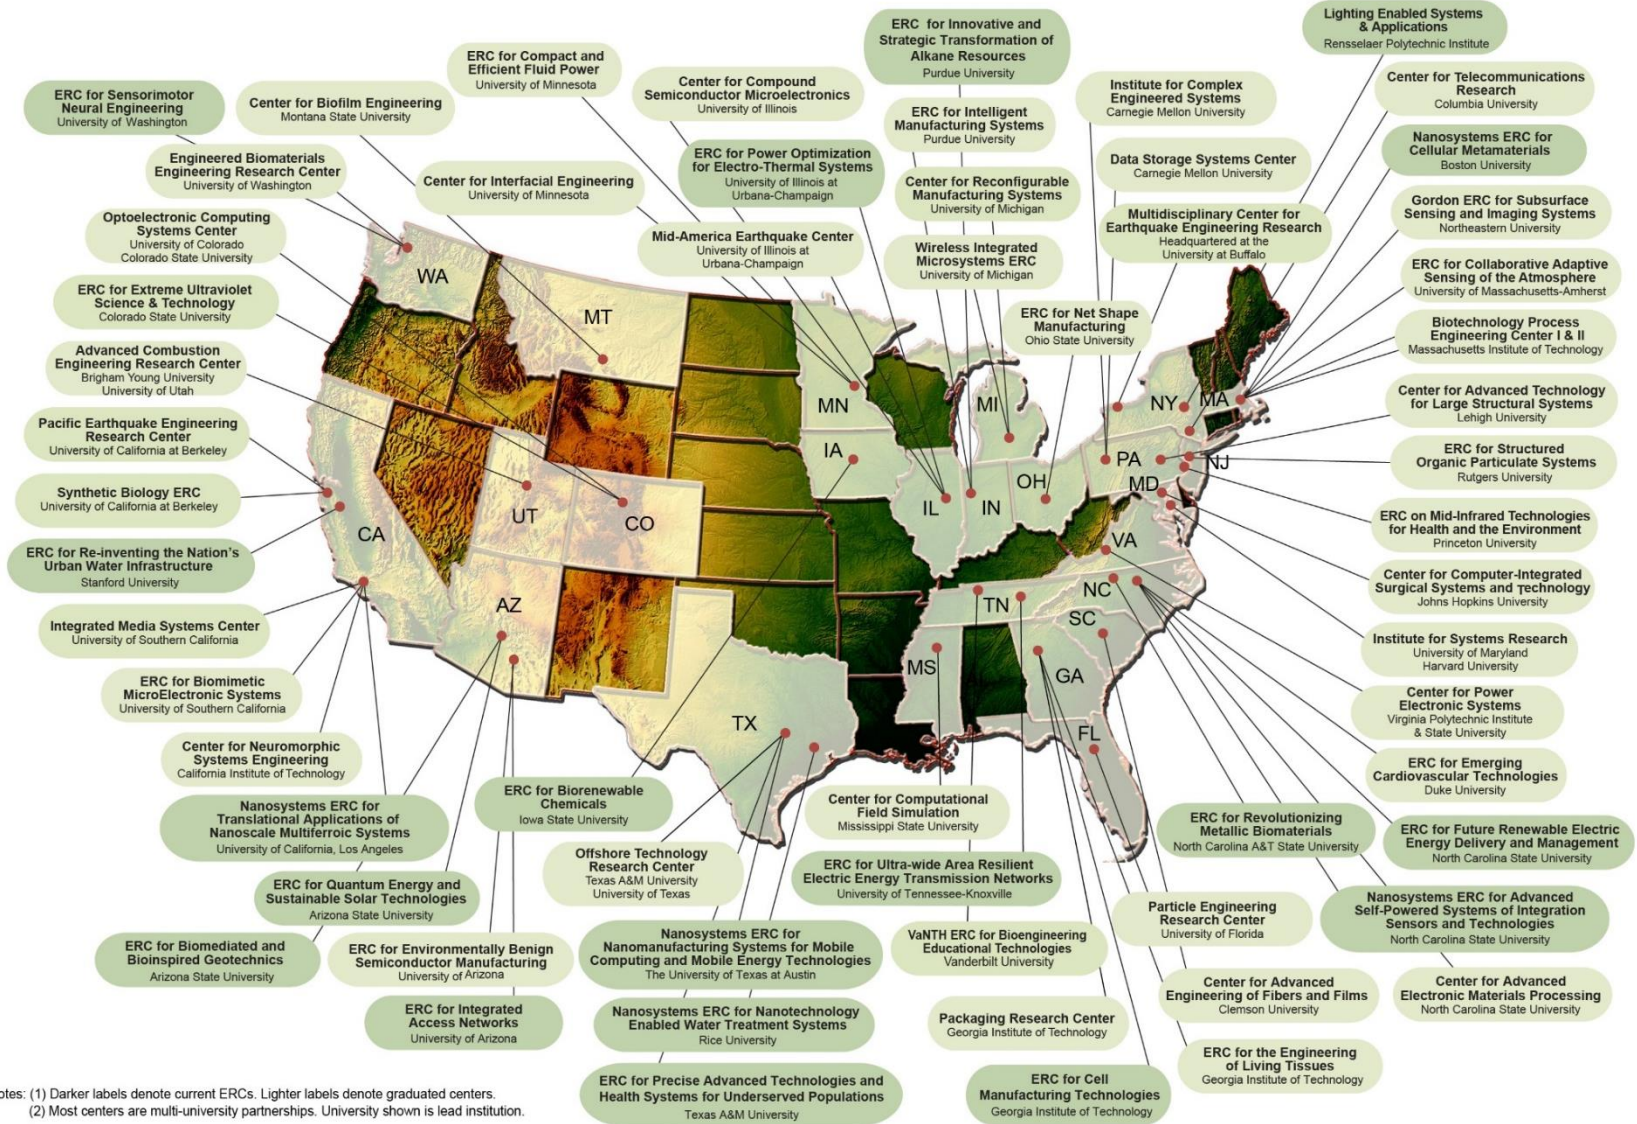 ERC for Sensorimotor
Neural Engineering
University of Washington
Center for Biofilm Engineering
Montana State University
ERC for Compact and
Efficient Fluid Power
University of Minnesota
Center for Compound
Semiconductor Microelectronics
University of Illinois
ERC for Innovative and
Strategic Transformation of
Alkane Resources
Purdue University
Lighting Enabled Systems
& Applications
Rensselaer Polytechnic Institute
Institute for Complex
Engineered Systems
Carnegie Mellon University
Center for Telecommunications
Research
Columbia University
ERC for Intelligent
Manufacturing Systems
Purdue University
Engineered Biomaterials
Engineering Research Center
University of Washington
Center for Interfacial Engineering
University of Minnesota
ERC for Power Optimization
for Electro-Thermal Systems
University of Illinois at
Urbana-Champaign
Data Storage Systems Center
Carnegie Mellon University
Nanosystems ERC for
Cellular Metamaterials
Boston University
Center for Reconfigurable
Manufacturing Systems
University of Michigan
Optoelectronic Computing
Systems Center
University of Colorado
Colorado State University
Mid-America Earthquake Center
University of Illinois at
Urbana-Champaign
Wireless Integrated
Microsystems ERC
University of Michigan
Multidisciplinary Center for
Earthquake Engineering Research
Headquartered at the
University at Buffalo
Gordon ERC for Subsurface
Sensing and Imaging Systems
Northeastern University
ERC for Collaborative Adaptive
Sensing of the Atmosphere
University of Massachusetts-Amherst
ERC for Extreme Ultraviolet
Science & Technology
Colorado State University
ERC for Net Shape
Manufacturing
Ohio State University
Biotechnology Process
Engineering Center I & II
Massachusetts Institute of Technology
Advanced Combustion
Engineering Research Center
Brigham Young University
University of Utah
Center for Advanced Technology
for Large Structural Systems
Lehigh University
Pacific Earthquake Engineering
Research Center
University of California at Berkeley
ERC for Structured
Organic Particulate Systems
Rutgers University
Synthetic Biology ERC
University of California at Berkeley
ERC on Mid-Infrared Technologies
for Health and the Environment
Princeton University
ERC for Re-inventing the Nation's
Urban Water Infrastructure
Stanford University
Center for Computer-Integrated
Surgical Systems and Technology
Johns Hopkins University
Integrated Media Systems Center
University of Southern California
Institute for Systems Research
University of Maryland
Harvard University
ERC for Biomimetic
MicroElectronic Systems
University of Southern California
Center for Power
Electronic Systems
Virginia Polytechnic Institute
& State University
Center for Neuromorphic
Systems Engineering
California Institute of Technology
ERC for Emerging
Cardiovascular Technologies
Duke University
WA
MT
MN
MI
NY
MA
IA
PA
NJ
OH
MD
IL
IN
UT
CO
CA
VA
NC
AZ
TN
SC
MS
GA
TX
FL
Nanosystems ERC for
Translational Applications of
Nanoscale Multiferroic Systems
University of California, Los Angeles
ERC for Biorenewable
Chemicals
Iowa State University
Center for Computational
Field Simulation
Mississippi State University
ERC for Revolutionizing
Metallic Biomaterials
North Carolina A&T State University
ERC for Future Renewable Electric
Energy Delivery and Management
North Carolina State University
Offshore Technology
Research Center
Texas A&M University
University of Texas
ERC for Ultra-wide Area Resilient
Electric Energy Transmission Networks
University of Tennessee-Knoxville
ERC for Quantum Energy and
Sustainable Solar Technologies
Arizona State University
Particle Engineering
Research Center
University of Florida
Nanosystems ERC for Advanced
Self-Powered Systems of Integration
Sensors and Technologies
North Carolina State University
ERC for Biomediated and
Bioinspired Geotechnics
Arizona State University
ERC for Environmentally Benign
Semiconductor Manufacturing
University of Arizona
Nanosystems ERC for
Nanomanufacturing Systems for Mobile
Computing and Mobile Energy Technologies
The University of Texas at Austin
VaNTH ERC for Bioengineering
Educational Technologies
Vanderbilt University
Center for Advanced
Engineering of Fibers and Films
Clemson University
Center for Advanced
Electronic Materials Processing
North Carolina State University
ERC for Integrated
Access Networks
University of Arizona
Nanosystems ERC for Nanotechnology
Enabled Water Treatment Systems
Rice University
Packaging Research Center
Georgia Institute of Technology
ERC for the Engineering
of Living Tissues
Georgia Institute of Technology
ERC for Precise Advanced Technologies and
Health Systems for Underserved Populations
Texas A&M University
ERC for Cell
Manufacturing Technologies
Georgia Institute of Technology
otes: (1) Darker labels denote current ERCs. Lighter labels denote graduated centers.
(2) Most centers are multi-university partnerships. University shown is lead institution.